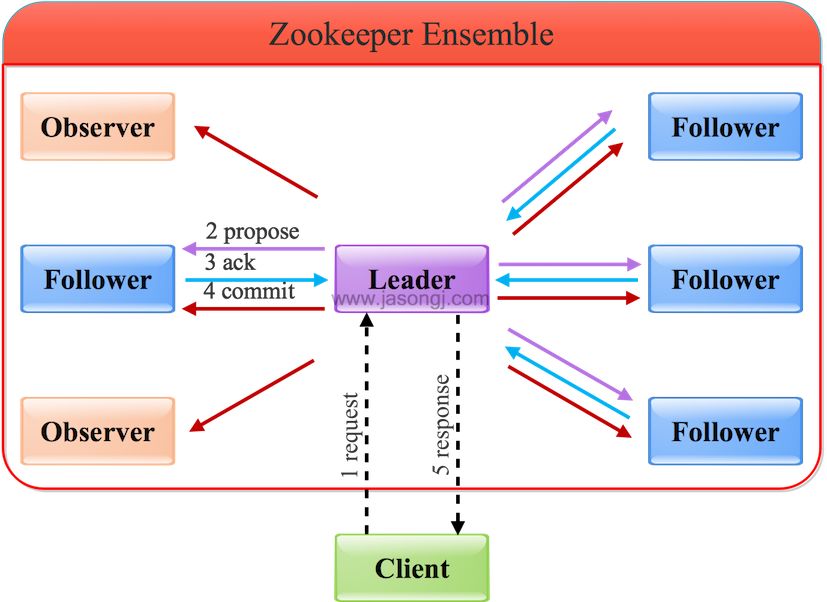 Zookeeper Ensemble
Observer
Follower
2 propose
3 ack
Follower
4 commit
Leader
www.jasongj.com
Follower
1 request
5 response
Observer
Follower
Client